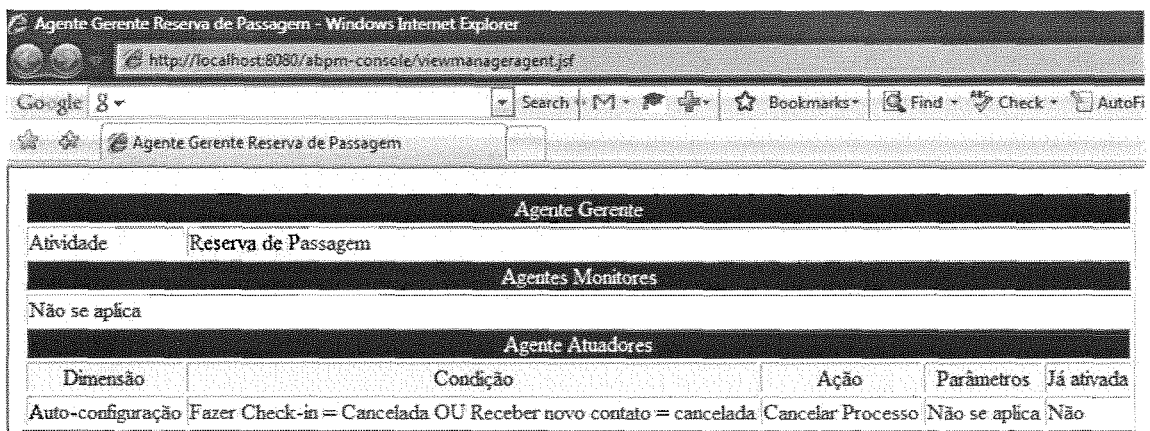 Agente Gerente Reserva de Passagem - Windows Internet Explorer
http://localhost:8080/abpm-console/viewmanageragent.jsf
Google Search Bookmarks Find Check AutoFi
Agente Gerente Reserva de Passagem
Agente Gerente
Atividade Reserva de Passagem
Agentes Monitores
Não se aplica
Agente Atuadores
Dimensão Condição Ação Parâmetros Já ativada
Auto-configuração Fazer Check-in = Cancelada OU Receber novo contato = cancelada Cancelar Processo Não se aplica Não